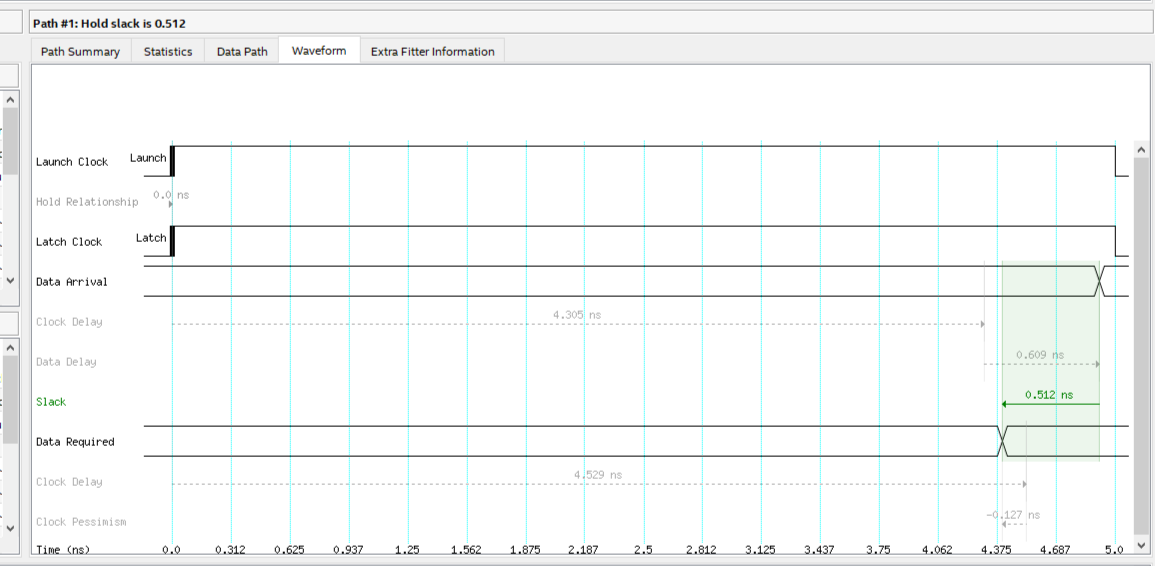 Path #1: Hold slack is 0.512
Path Summary Statistics Data Path Waveform Extra Fitter Information
Launch Clock Launch
Hold Relationship 0.0 ns
Latch Clock Latch
Data Arrival
Clock Delay 4.305 ns
Data Delay 0.609 ns
Slack 0.512 ns
Data Required
Clock Delay 4.529 ns
Clock Pessimism -0.127 ns
Time (ns) 0.0 0.312 0.625 0.937 1.25 1.562 1.875 2.187 2.5 2.812 3.125 3.437 3.75 4.062 4.375 4.687 5.0